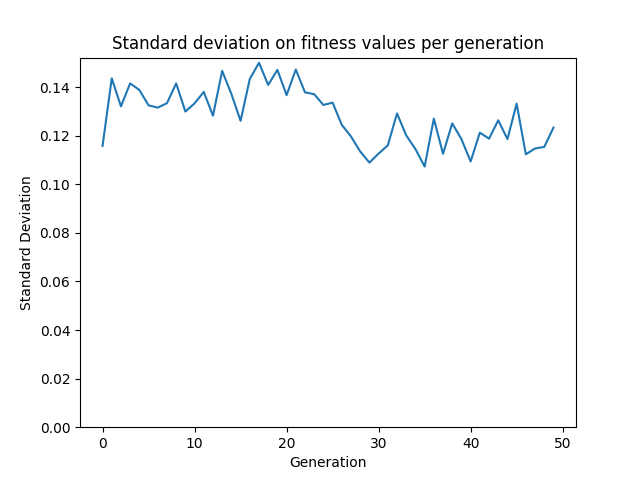 Standard deviation on fitness values per generation
0.14
0.12
0.10
0.08
0.06
0.04
0.02
0.00
Standard Deviation
0 10 20 30 40 50
Generation